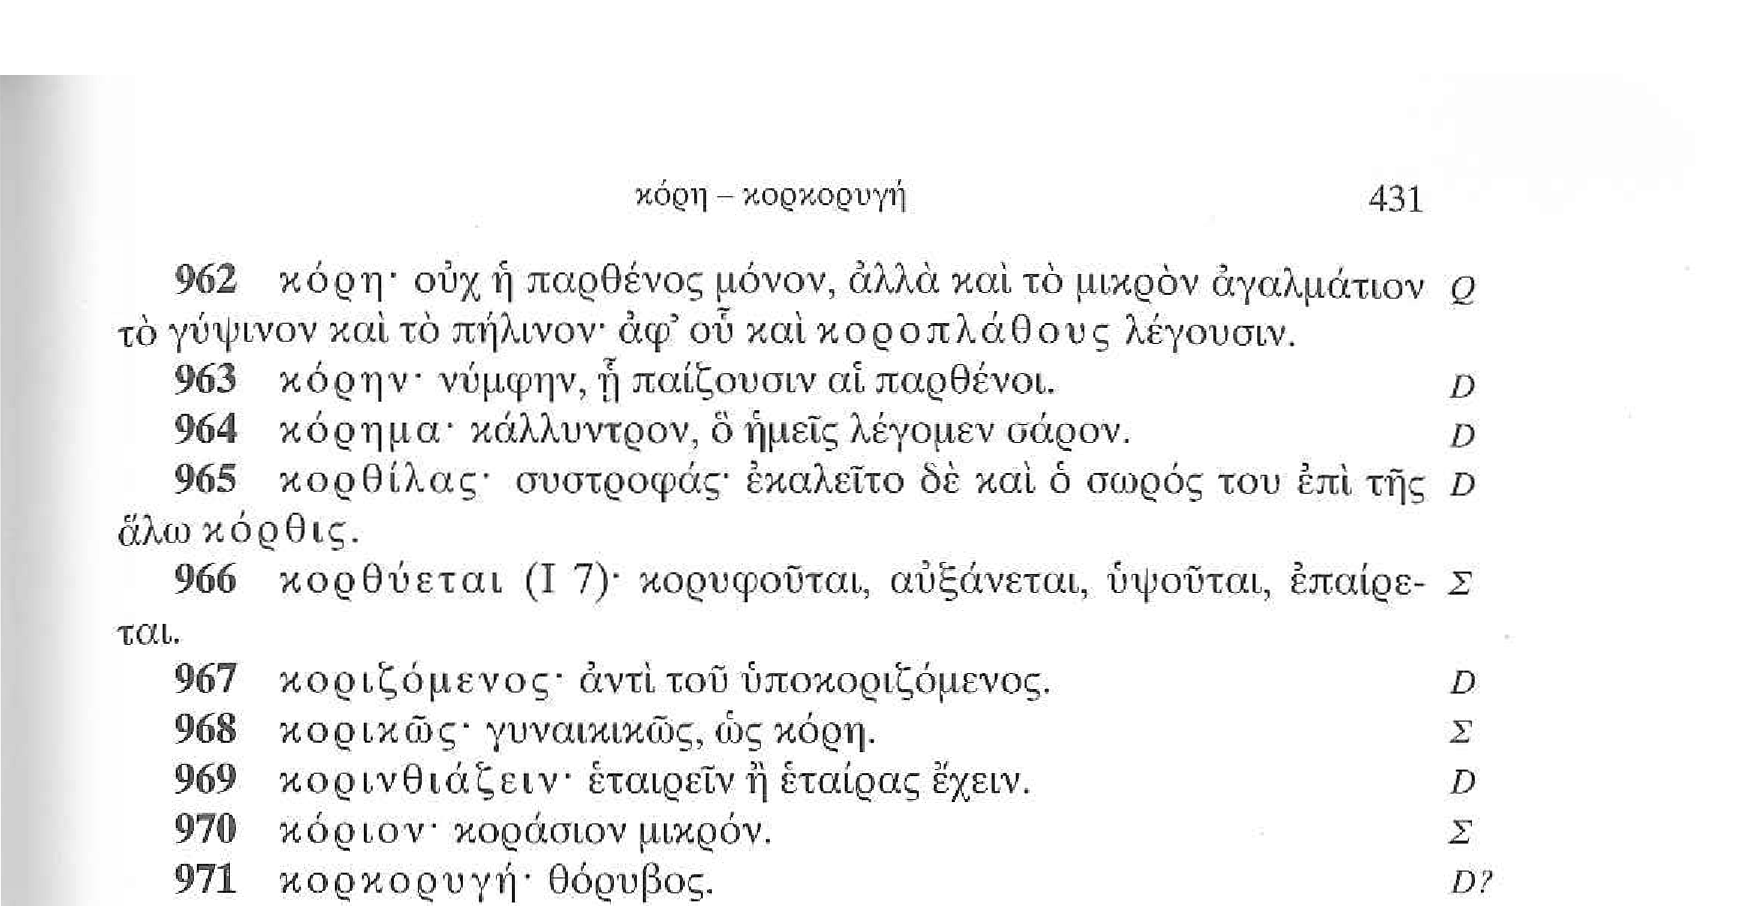 κόρη – κορκορυγή 431
962 κόρη· οὐχ ἡ παρθένος μόνον, ἀλλὰ καὶ τὸ μικρὸν ἀγαλμάτιον Q
τὸ γύψινον καὶ τὸ πήλινον· ἀφ’ οὗ καὶ κοροπλάθους λέγουσιν.
963 κόρην· νύμφην, ᾗ παίζουσιν αἱ παρθένοι. D
964 κόρημα· κάλλυντρον, ὃ ἡμεῖς λέγομεν σάρον. D
965 κορθίλας· συστροφάς· ἐκαλεῖτο δὲ καὶ ὁ σωρός του ἐπὶ τῆς D
ἅλω κόρθις.
966 κορθύεται (Ι 7)· κορυφοῦται, αὐξάνεται, ὑψοῦται, ἐπαίρε- Σ
ται.
967 κοριζόμενος· ἀντὶ τοῦ ὑποκοριζόμενος. D
968 κορικῶς· γυναικικῶς, ὡς κόρη. Σ
969 κορινθιάζειν· ἑταιρεῖν ἢ ἑταίρας ἔχειν. D
970 κόριον· κοράσιον μικρόν. Σ
971 κορκορυγή· θόρυβος. D?